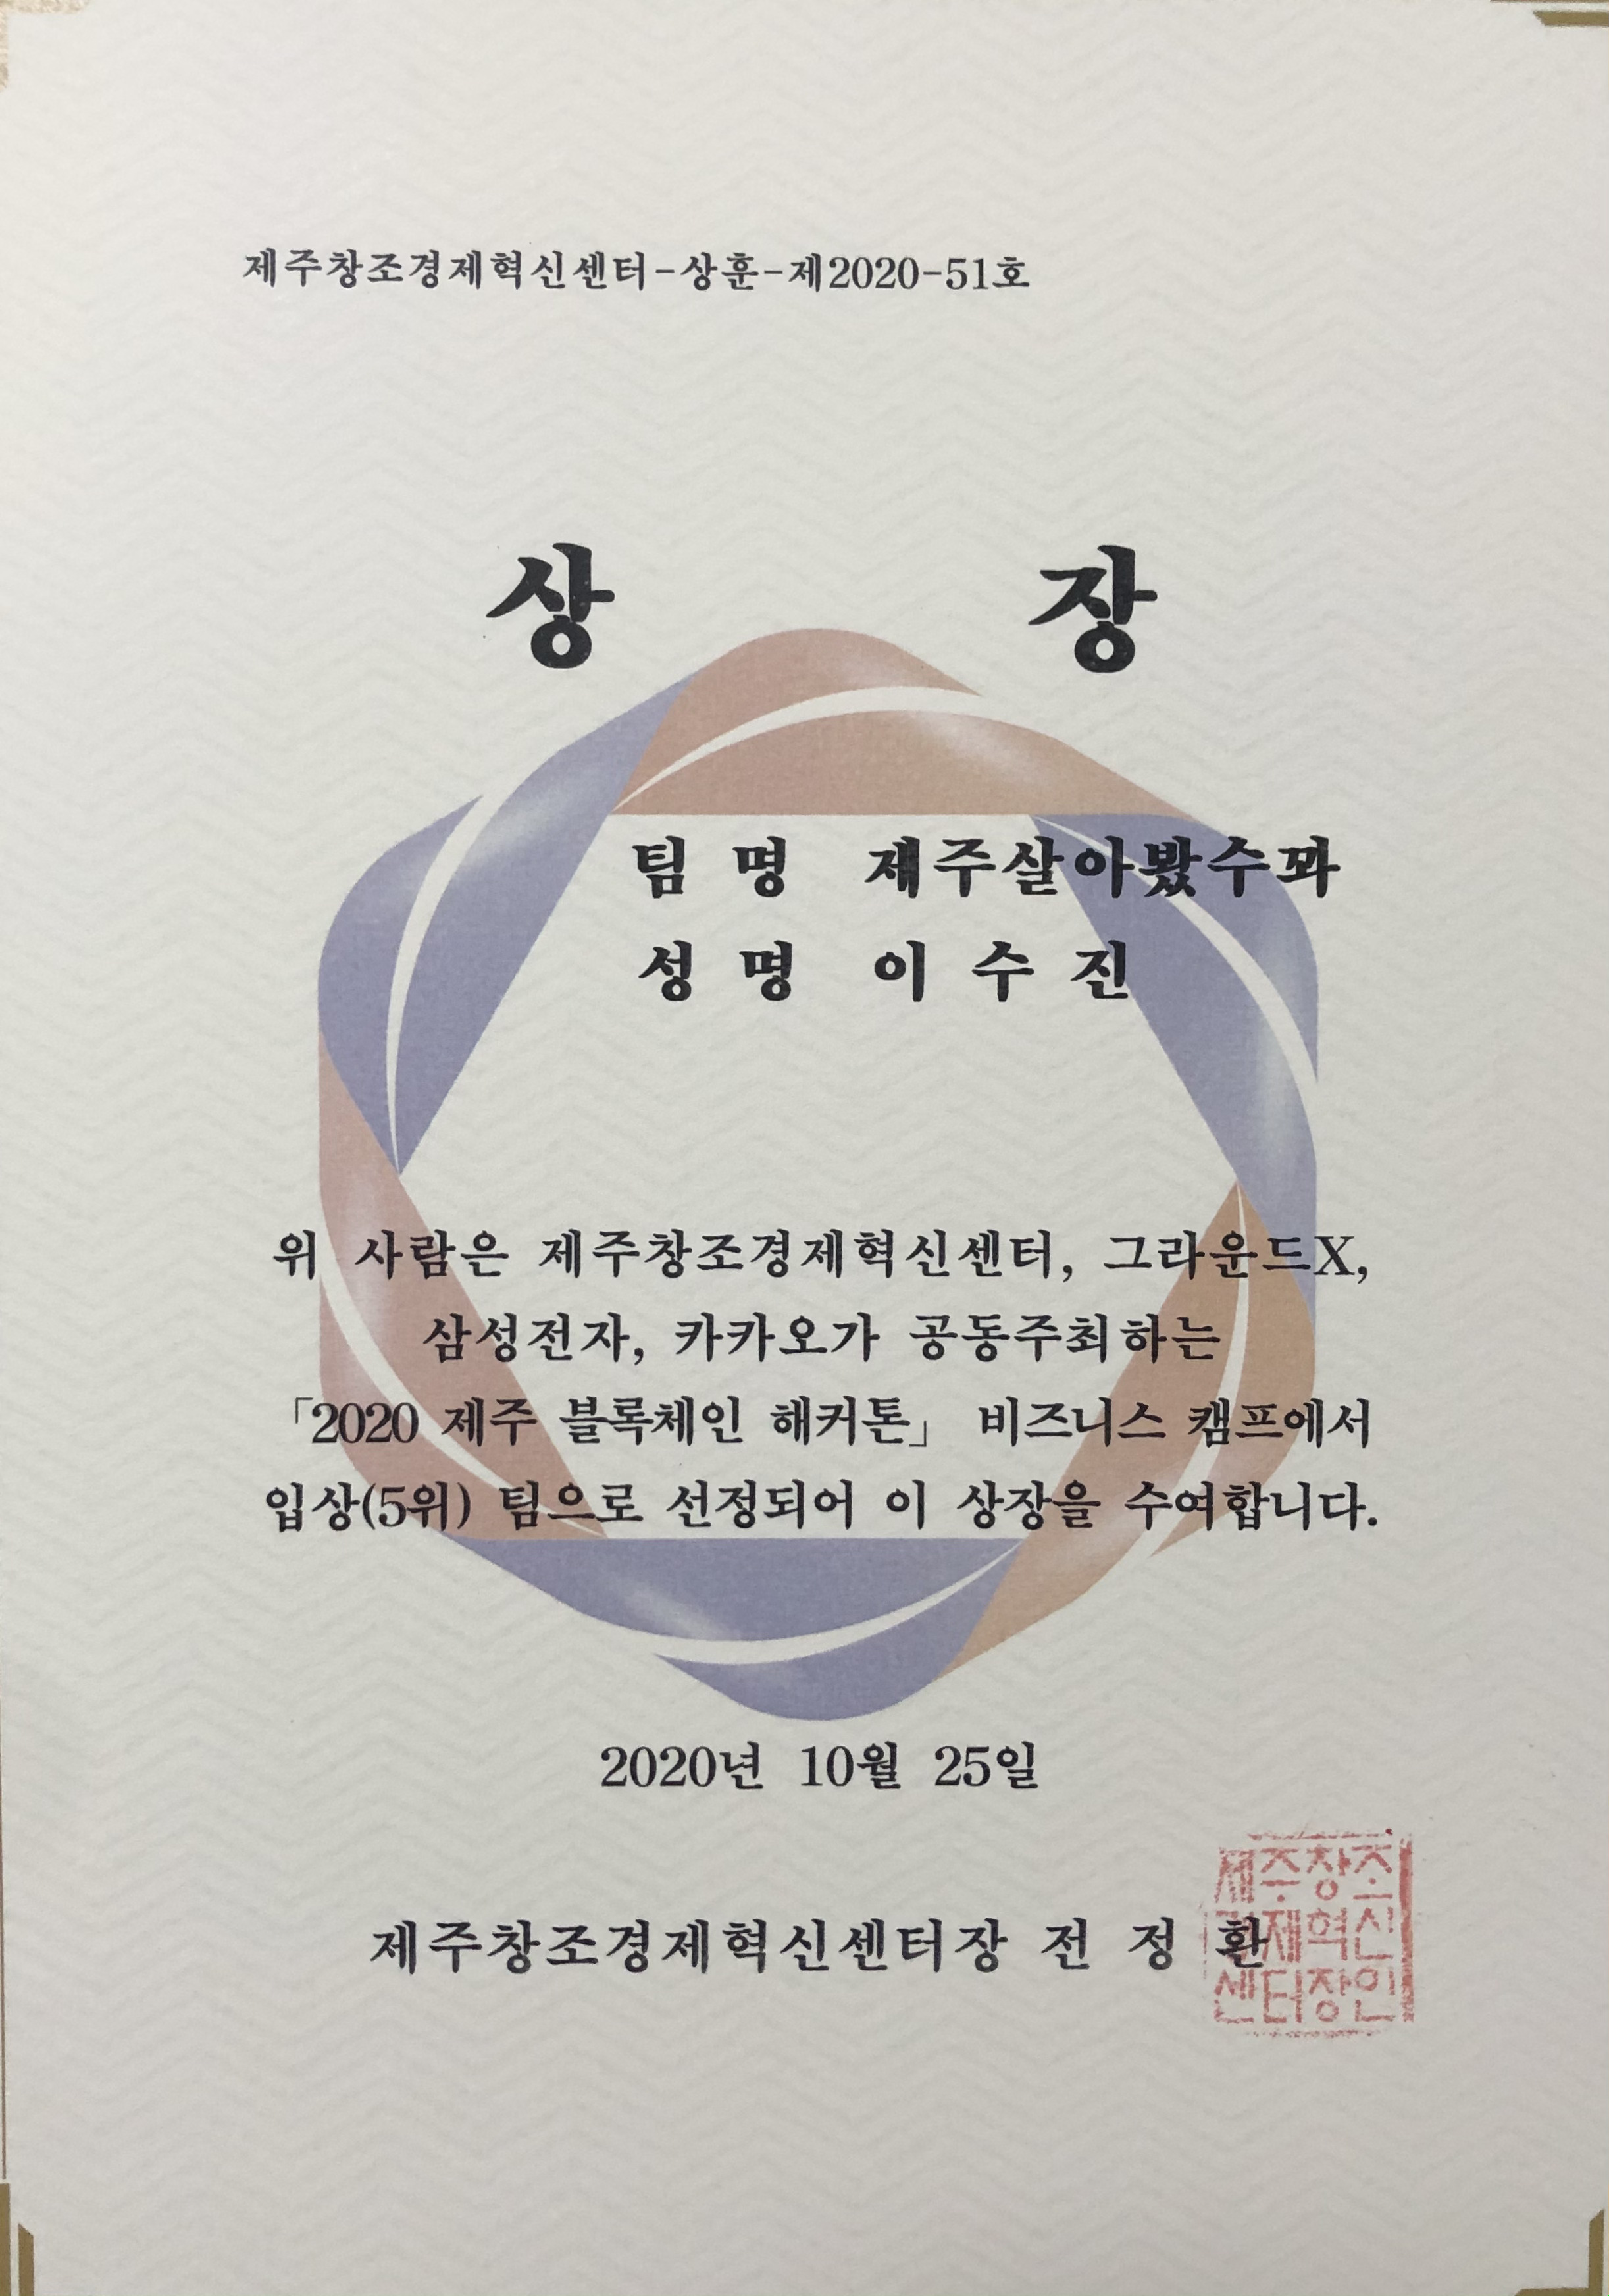 제주창조경제혁신센터-상훈-제2020-51호
상 장
팀 명 제주살아봤수꽈
성 명 이 수 진
위 사람은 제주창조경제혁신센터, 그라운드X,
삼성전자, 카카오가 공동주최하는
「2020 제주 블록체인 해커톤」 비즈니스 캠프에서
입상(5위) 팀으로 선정되어 이 상장을 수여합니다.
2020년 10월 25일
제주창조경제혁신센터장 전 정 환
제주창조
경제혁신
센터장인